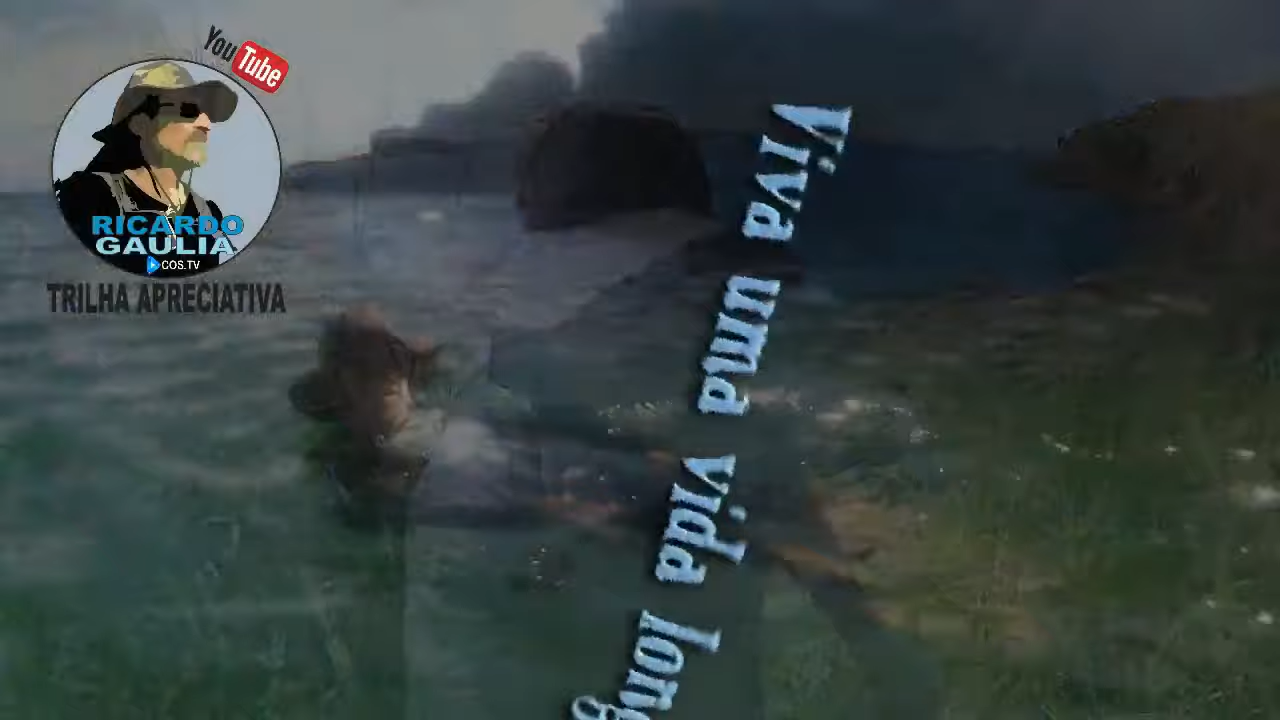 YouTube
RICARDO
GAULIA
COS.TV
TRILHA APRECIATIVA
Viva uma vida long